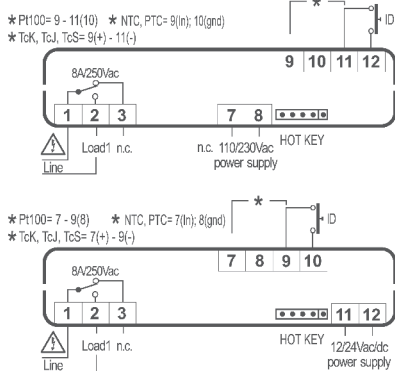 * Pt100= 9 - 11(10) * NTC, PTC= 9(In); 10(gnd)
* TcK, TcJ, TcS= 9(+) - 11(-)
*
ID
9 10 11 12
8A/250Vac
1 2 3 7 8
HOT KEY
Load1 n.c. n.c. 110/230Vac
Line power supply
* Pt100= 7 - 9(8) * NTC, PTC= 7(In); 8(gnd)
* TcK, TcJ, TcS= 7(+) - 9(-)
*
ID
7 8 9 10
8A/250Vac
1 2 3 11 12
HOT KEY
Load1 n.c. 12/24Vac/dc
Line power supply